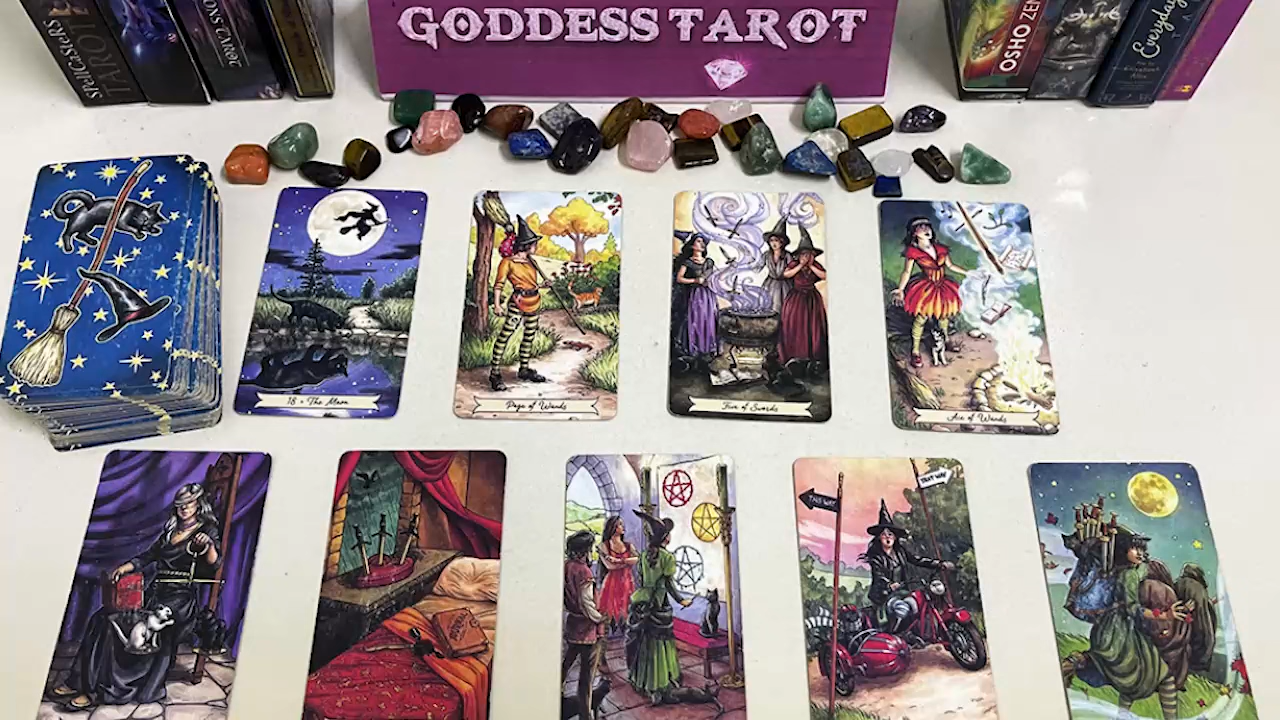 SPELLCASTER'S
TAROT
GODDESS TAROT
OSHO ZEN
Everyday
18 • The Moon
Page of Wands
Five of Swords
Ace of Wands
THIS WAY
THAT WAY